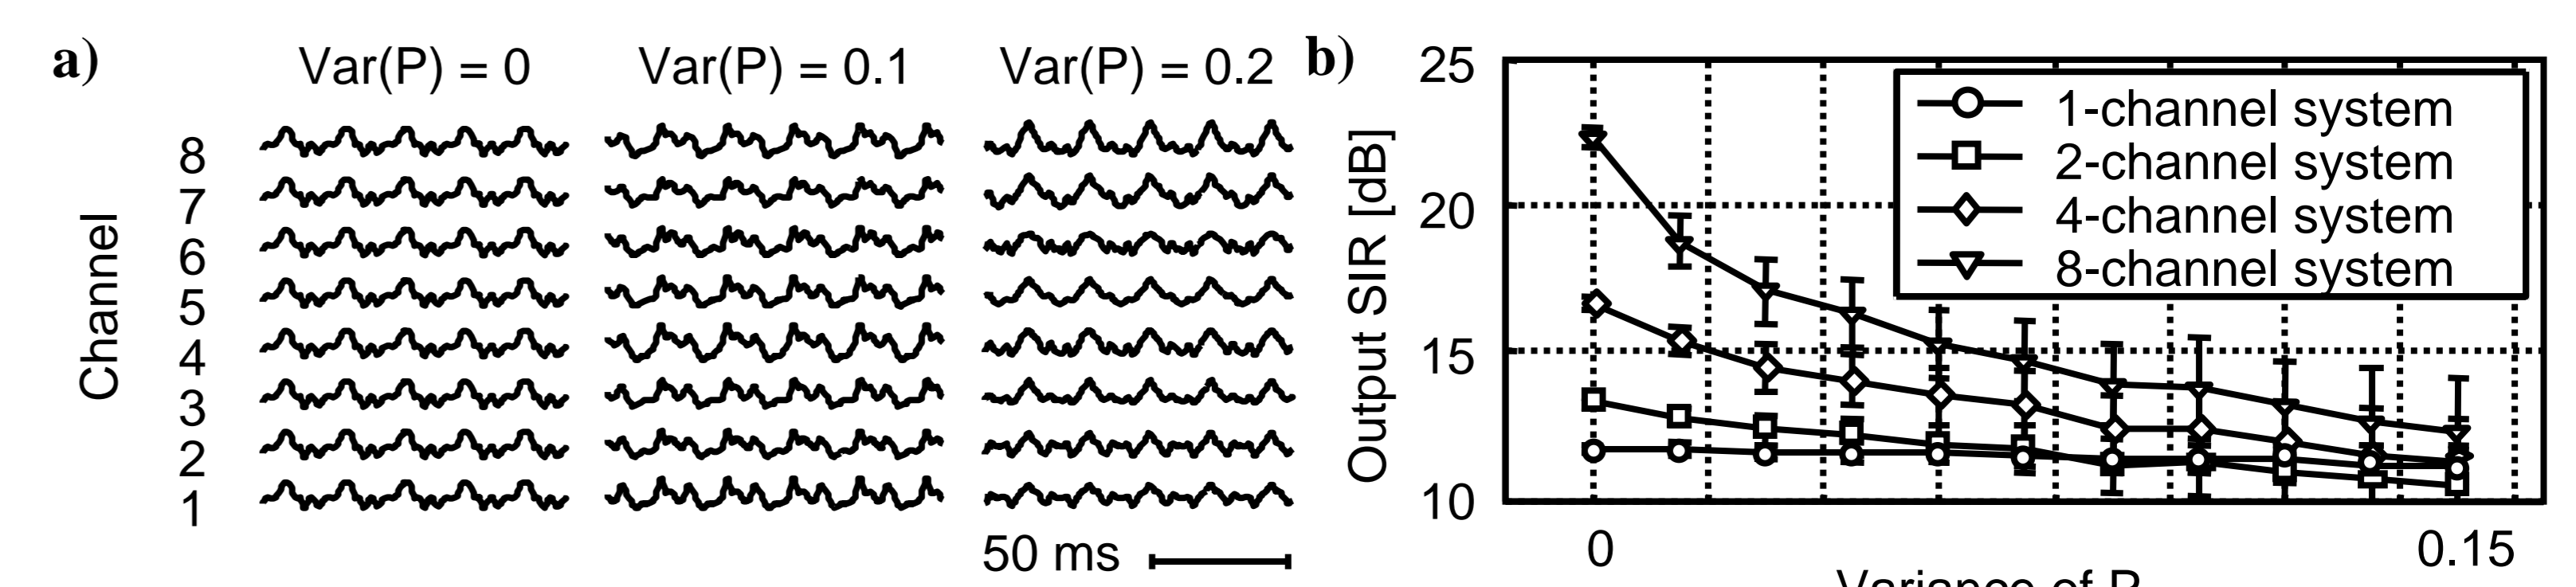 a)
Var(P) = 0
Var(P) = 0.1
Var(P) = 0.2
Channel
8
7
6
5
4
3
2
1
50 ms
b)
Output SIR [dB]
25
20
15
10
1-channel system
2-channel system
4-channel system
8-channel system
0
0.15
Variance of P